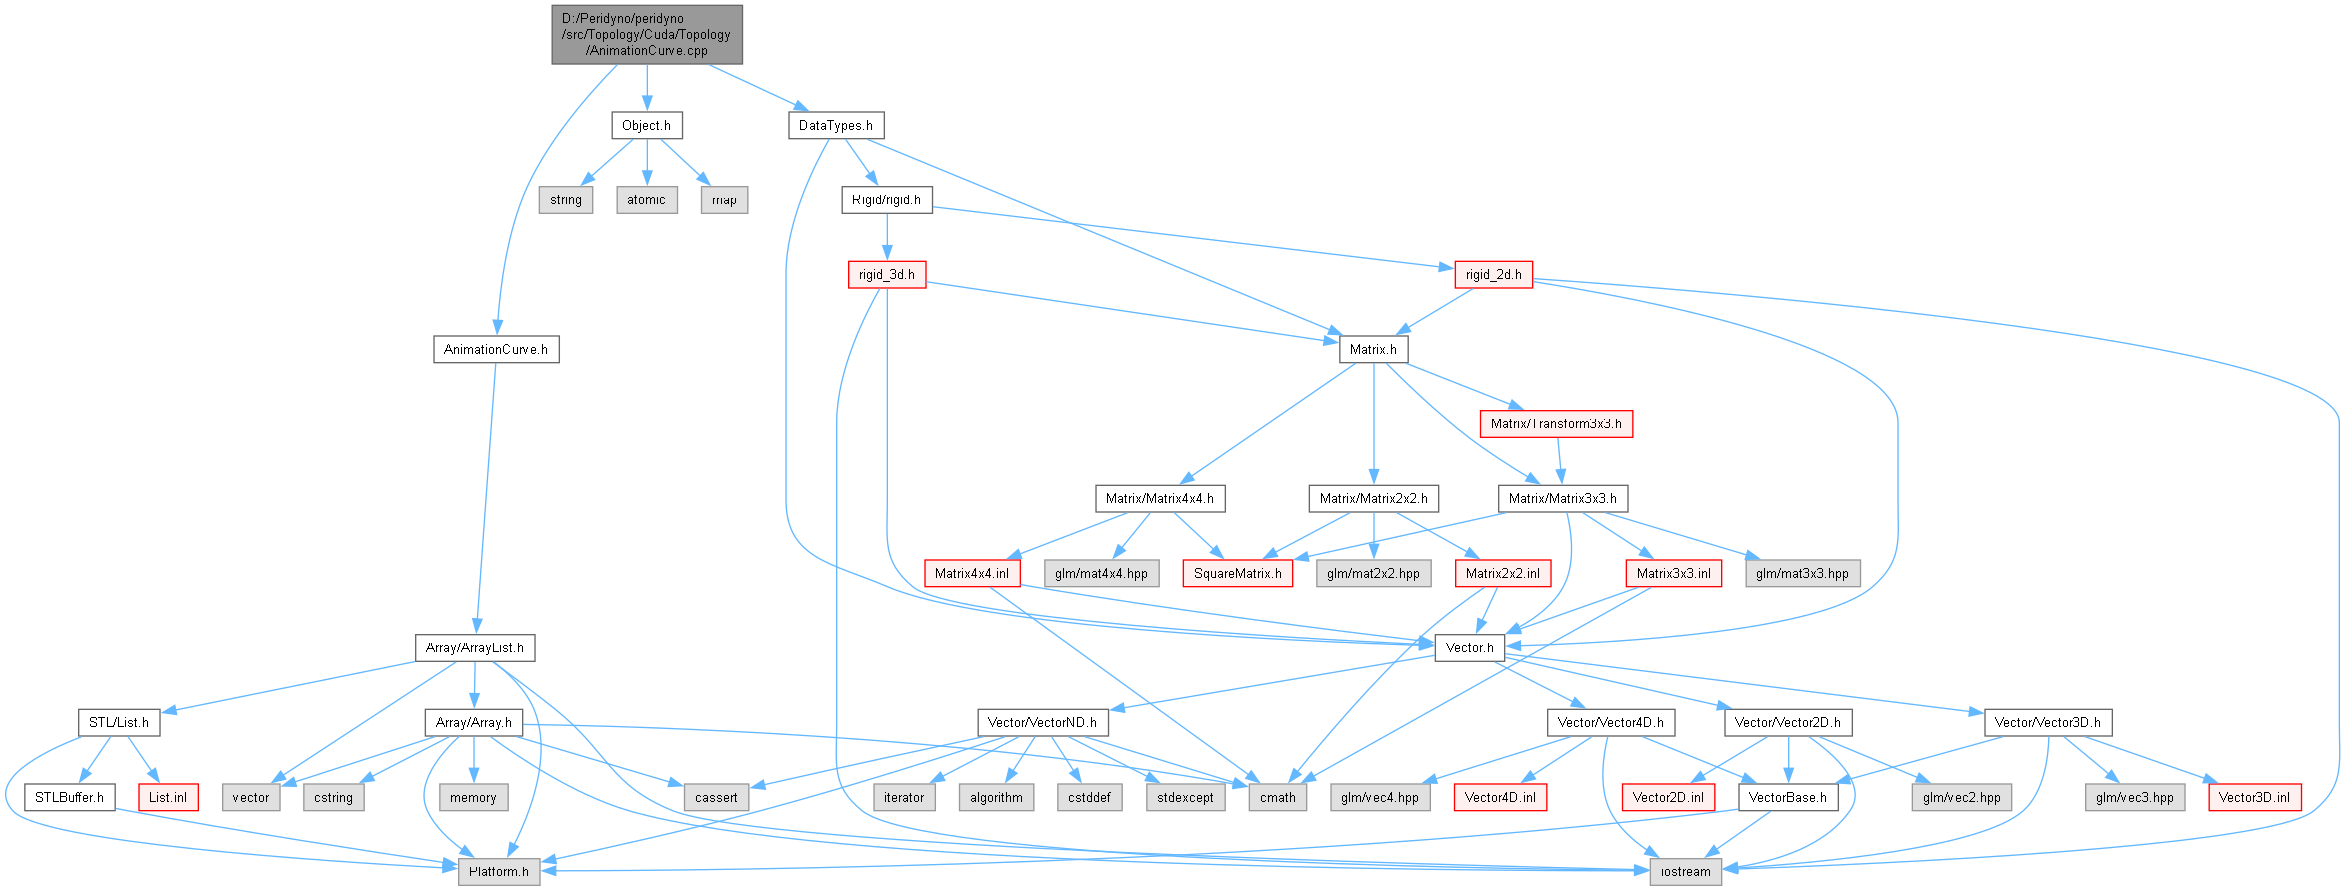 D:/Peridyno/peridyno
/src/Topology/Cuda/Topology
/AnimationCurve.cpp
Object.h
DataTypes.h
string
atomic
map
Rigid/rigid.h
rigid_3d.h
rigid_2d.h
AnimationCurve.h
Matrix.h
Matrix/Transform3x3.h
Matrix/Matrix4x4.h
Matrix/Matrix2x2.h
Matrix/Matrix3x3.h
Matrix4x4.inl
glm/mat4x4.hpp
SquareMatrix.h
glm/mat2x2.hpp
Matrix2x2.inl
Matrix3x3.inl
glm/mat3x3.hpp
Array/ArrayList.h
Vector.h
STL/List.h
Array/Array.h
Vector/VectorND.h
Vector/Vector4D.h
Vector/Vector2D.h
Vector/Vector3D.h
STLBuffer.h
List.inl
vector
cstring
memory
cassert
iterator
algorithm
cstddef
stdexcept
cmath
glm/vec4.hpp
Vector4D.inl
Vector2D.inl
VectorBase.h
glm/vec2.hpp
glm/vec3.hpp
Vector3D.inl
Platform.h
iostream